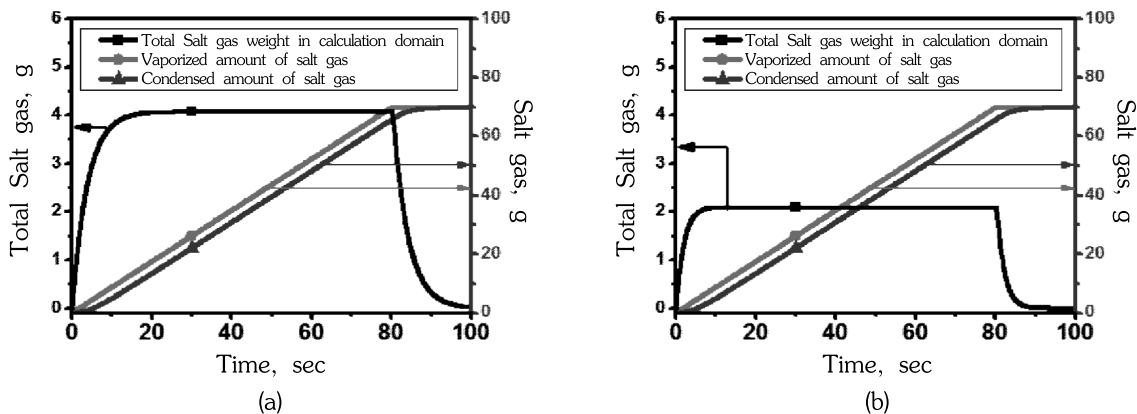 6
5
4
3
2
1
0
Total Salt gas, g
Total Salt gas weight in calculation domain
Vaporized amount of salt gas
Condensed amount of salt gas
100
80
60
40
20
0
Salt gas, g
0 20 40 60 80 100
Time, sec
(a)
6
5
4
3
2
1
0
Total Salt gas, g
Total Salt gas weight in calculation domain
Vaporized amount of salt gas
Condensed amount of salt gas
100
80
60
40
20
0
Salt gas, g
0 20 40 60 80 100
Time, sec
(b)